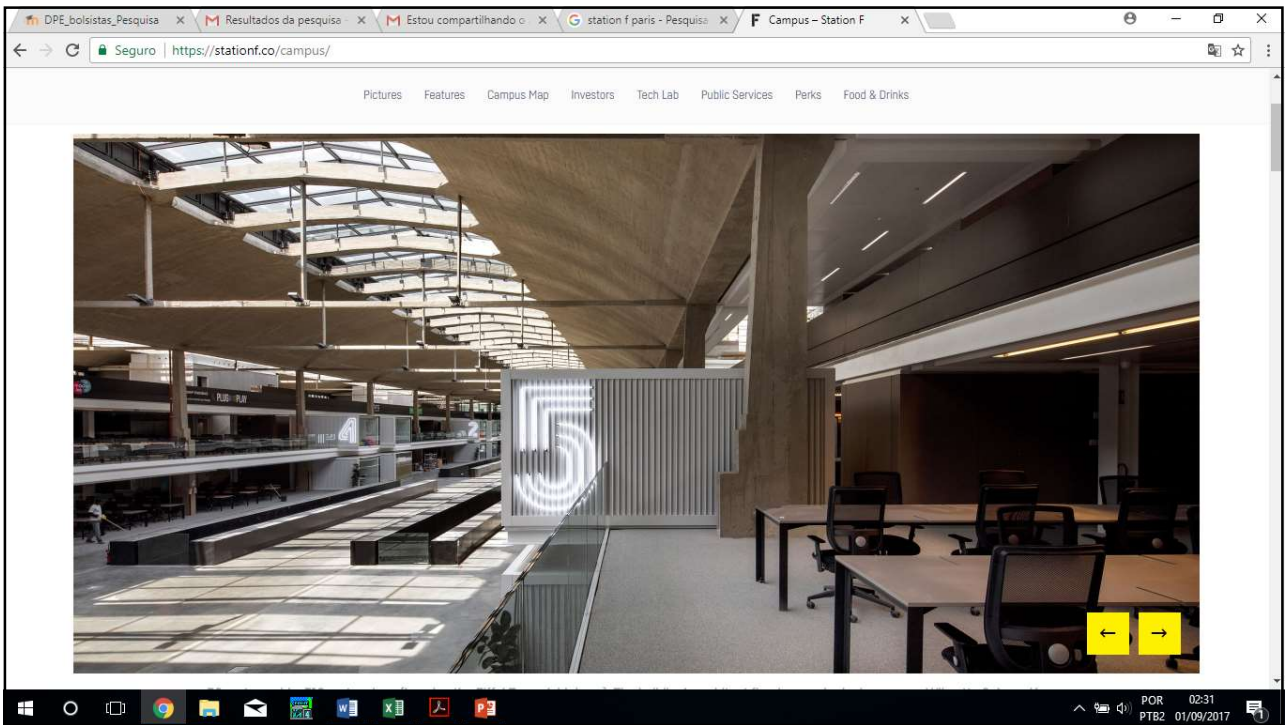 DPE_bolsistas_Pesquisa
Resultados da pesquisa
Estou compartilhando o
station f paris - Pesquisa
Campus – Station F
Seguro | https://stationf.co/campus/
Pictures Features Campus Map Investors Tech Lab Public Services Perks Food & Drinks
PLUG AND PLAY
4
2
5
POR 02:31
PTB2 01/09/2017